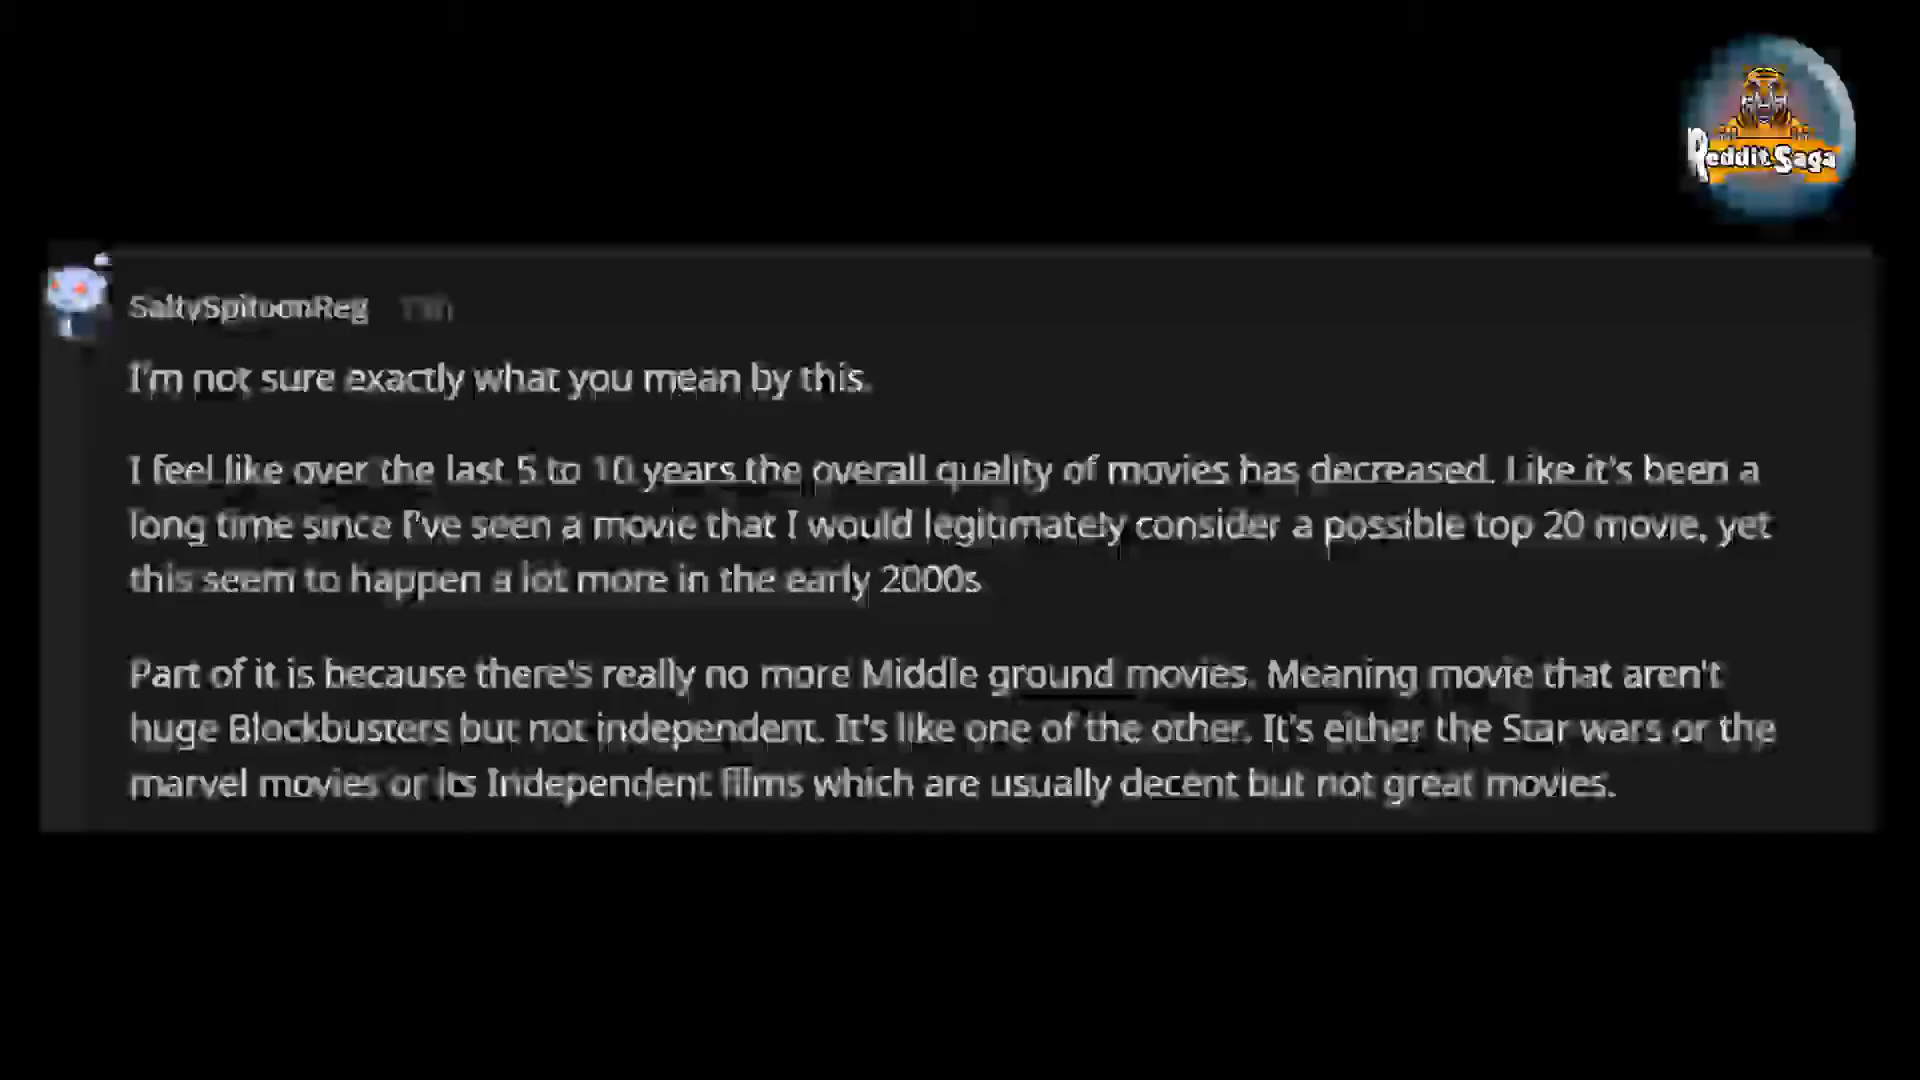 Reddit Saga
SaltySpitoonReg
I'm not sure exactly what you mean by this.
I feel like over the last 5 to 10 years the overall quality of movies has decreased. Like it's been a
long time since I've seen a movie that I would legitimately consider a possible top 20 movie, yet
this seem to happen a lot more in the early 2000s
Part of it is because there's really no more Middle ground movies. Meaning movie that aren't
huge Blockbusters but not independent. It's like one of the other. It's either the Star wars or the
marvel movies or its Independent films which are usually decent but not great movies.